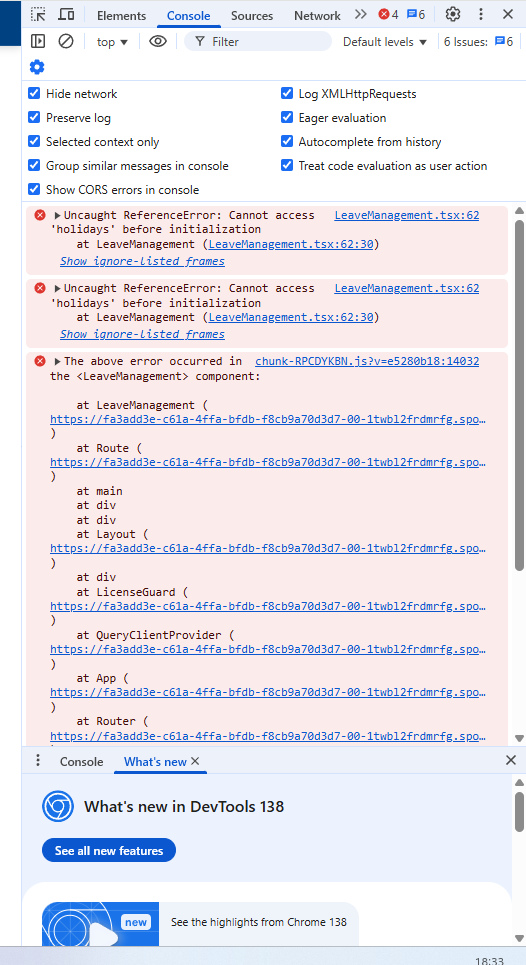 Elements Console Sources Network 4 6
top Filter Default levels 6 Issues: 6
Hide network Log XMLHttpRequests
Preserve log Eager evaluation
Selected context only Autocomplete from history
Group similar messages in console Treat code evaluation as user action
Show CORS errors in console
Uncaught ReferenceError: Cannot access LeaveManagement.tsx:62
'holidays' before initialization
at LeaveManagement (LeaveManagement.tsx:62:30)
Show ignore-listed frames
Uncaught ReferenceError: Cannot access LeaveManagement.tsx:62
'holidays' before initialization
at LeaveManagement (LeaveManagement.tsx:62:30)
Show ignore-listed frames
The above error occurred in chunk-RPCDYKBN.js?v=e5280b18:14032
the <LeaveManagement> component:
at LeaveManagement (
https://fa3add3e-c61a-4ffa-bfdb-f8cb9a70d3d7-00-1twbl2frdmrfg.spo…
)
at Route (
https://fa3add3e-c61a-4ffa-bfdb-f8cb9a70d3d7-00-1twbl2frdmrfg.spo…
)
at main
at div
at div
at Layout (
https://fa3add3e-c61a-4ffa-bfdb-f8cb9a70d3d7-00-1twbl2frdmrfg.spo…
)
at div
at LicenseGuard (
https://fa3add3e-c61a-4ffa-bfdb-f8cb9a70d3d7-00-1twbl2frdmrfg.spo…
)
at QueryClientProvider (
https://fa3add3e-c61a-4ffa-bfdb-f8cb9a70d3d7-00-1twbl2frdmrfg.spo…
)
at App (
https://fa3add3e-c61a-4ffa-bfdb-f8cb9a70d3d7-00-1twbl2frdmrfg.spo…
)
at Router (
https://fa3add3e-c61a-4ffa-bfdb-f8cb9a70d3d7-00-1twbl2frdmrfg.spo…
Console What's new
What's new in DevTools 138
See all new features
new See the highlights from Chrome 138
18:33